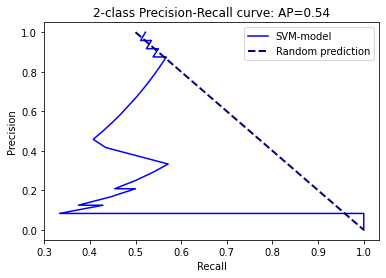 2-class Precision-Recall curve: AP=0.54
SVM-model
Random prediction
Precision
1.0
0.8
0.6
0.4
0.2
0.0
0.3 0.4 0.5 0.6 0.7 0.8 0.9 1.0
Recall